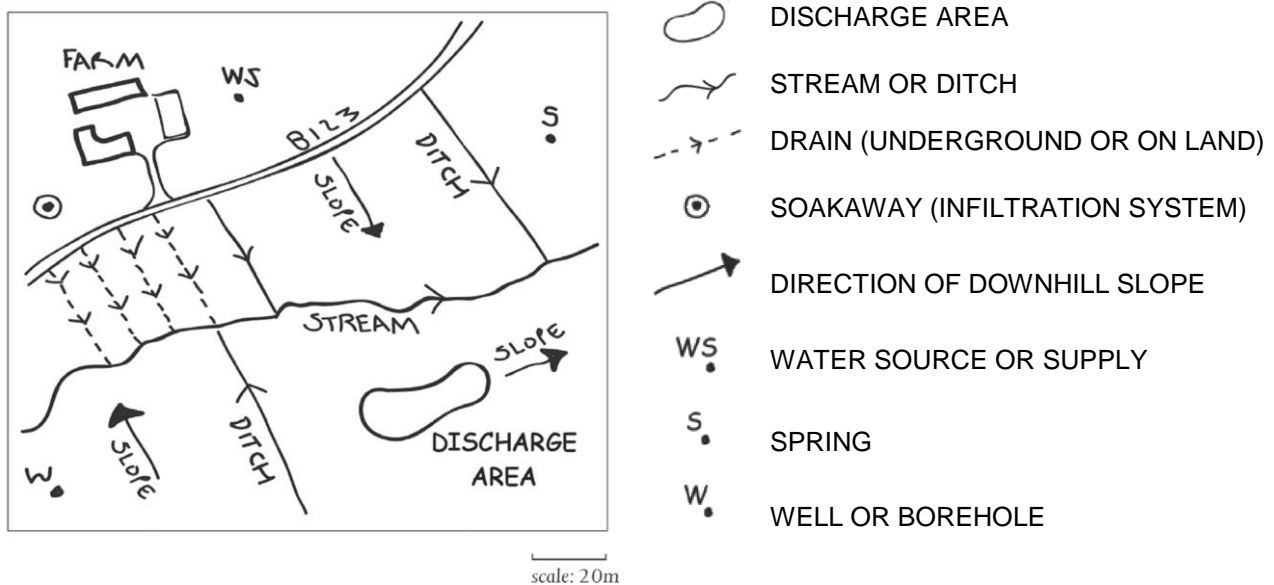 FARM
WS
B123
S
SLOPE
DITCH
STREAM
SLOPE
SLOPE
DITCH
DISCHARGE
AREA
W
scale: 20m
DISCHARGE AREA
STREAM OR DITCH
DRAIN (UNDERGROUND OR ON LAND)
SOAKAWAY (INFILTRATION SYSTEM)
DIRECTION OF DOWNHILL SLOPE
WS
WATER SOURCE OR SUPPLY
S
SPRING
W
WELL OR BOREHOLE